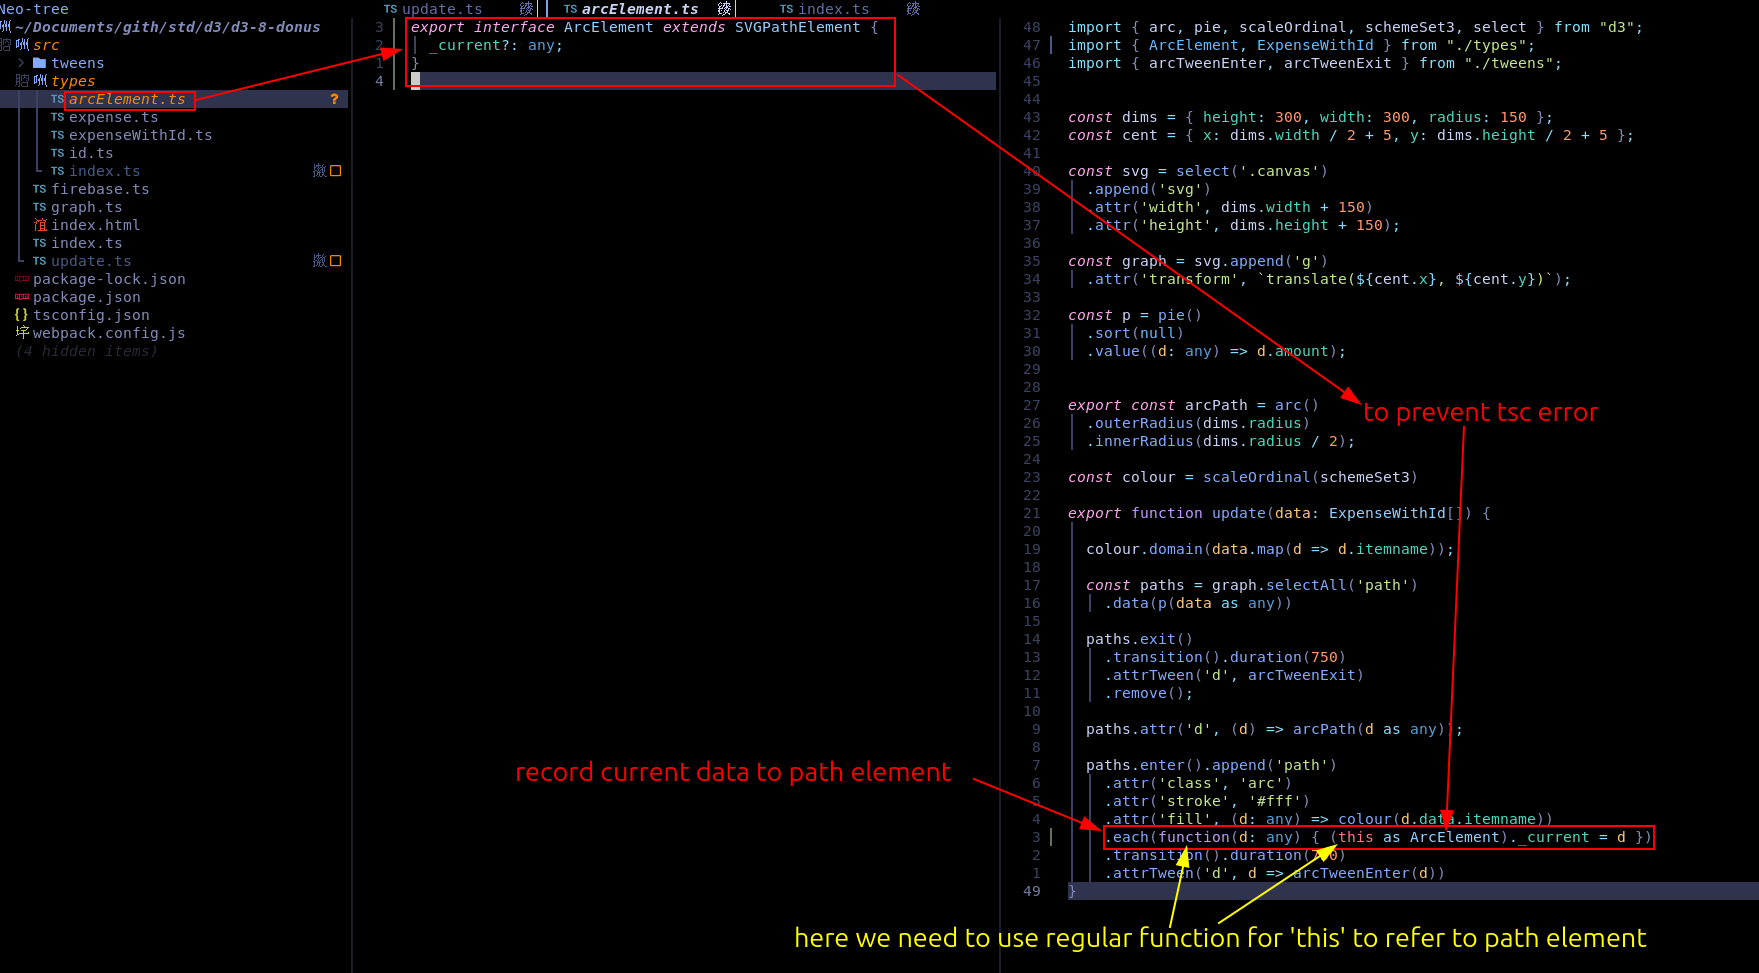 Neo-tree
~/Documents/gith/std/d3/d3-8-donus
src
tweens
types
TS arcElement.ts ?
TS expense.ts
TS expenseWithId.ts
TS id.ts
TS index.ts
TS firebase.ts
TS graph.ts
index.html
TS index.ts
TS update.ts
package-lock.json
package.json
{} tsconfig.json
webpack.config.js
(4 hidden items)
TS update.ts TS arcElement.ts TS index.ts
3 export interface ArcElement extends SVGPathElement {
2 _current?: any;
1 }
4
48 import { arc, pie, scaleOrdinal, schemeSet3, select } from "d3";
47 import { ArcElement, ExpenseWithId } from "./types";
46 import { arcTweenEnter, arcTweenExit } from "./tweens";
45
44
43 const dims = { height: 300, width: 300, radius: 150 };
42 const cent = { x: dims.width / 2 + 5, y: dims.height / 2 + 5 };
41
40 const svg = select('.canvas')
39 .append('svg')
38 .attr('width', dims.width + 150)
37 .attr('height', dims.height + 150);
36
35 const graph = svg.append('g')
34 .attr('transform', `translate(${cent.x}, ${cent.y})`);
33
32 const p = pie()
31 .sort(null)
30 .value((d: any) => d.amount);
29
28
27 export const arcPath = arc()
26 .outerRadius(dims.radius)
25 .innerRadius(dims.radius / 2);
24
23 const colour = scaleOrdinal(schemeSet3)
22
21 export function update(data: ExpenseWithId[]) {
20
19 colour.domain(data.map(d => d.itemname));
18
17 const paths = graph.selectAll('path')
16 .data(p(data as any))
15
14 paths.exit()
13 .transition().duration(750)
12 .attrTween('d', arcTweenExit)
11 .remove();
10
9 paths.attr('d', (d) => arcPath(d as any));
8
7 paths.enter().append('path')
6 .attr('class', 'arc')
5 .attr('stroke', '#fff')
4 .attr('fill', (d: any) => colour(d.data.itemname))
3 .each(function(d: any) { (this as ArcElement)._current = d })
2 .transition().duration(750)
1 .attrTween('d', d => arcTweenEnter(d))
49 }
to prevent tsc error
record current data to path element
here we need to use regular function for 'this' to refer to path element